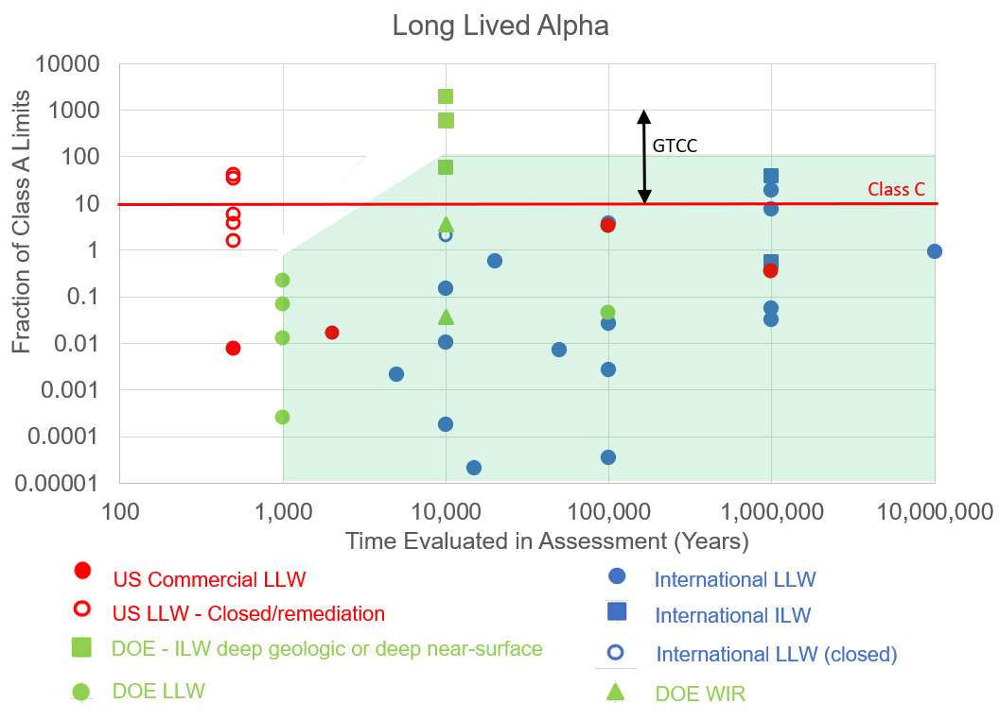 Long Lived Alpha
Fraction of Class A Limits
10000
1000
100
10
1
0.1
0.01
0.001
0.0001
0.00001
GTCC
Class C
100
1,000
10,000
100,000
1,000,000
10,000,000
Time Evaluated in Assessment (Years)
US Commercial LLW
US LLW - Closed/remediation
DOE - ILW deep geologic or deep near-surface
DOE LLW
International LLW
International ILW
International LLW (closed)
DOE WIR